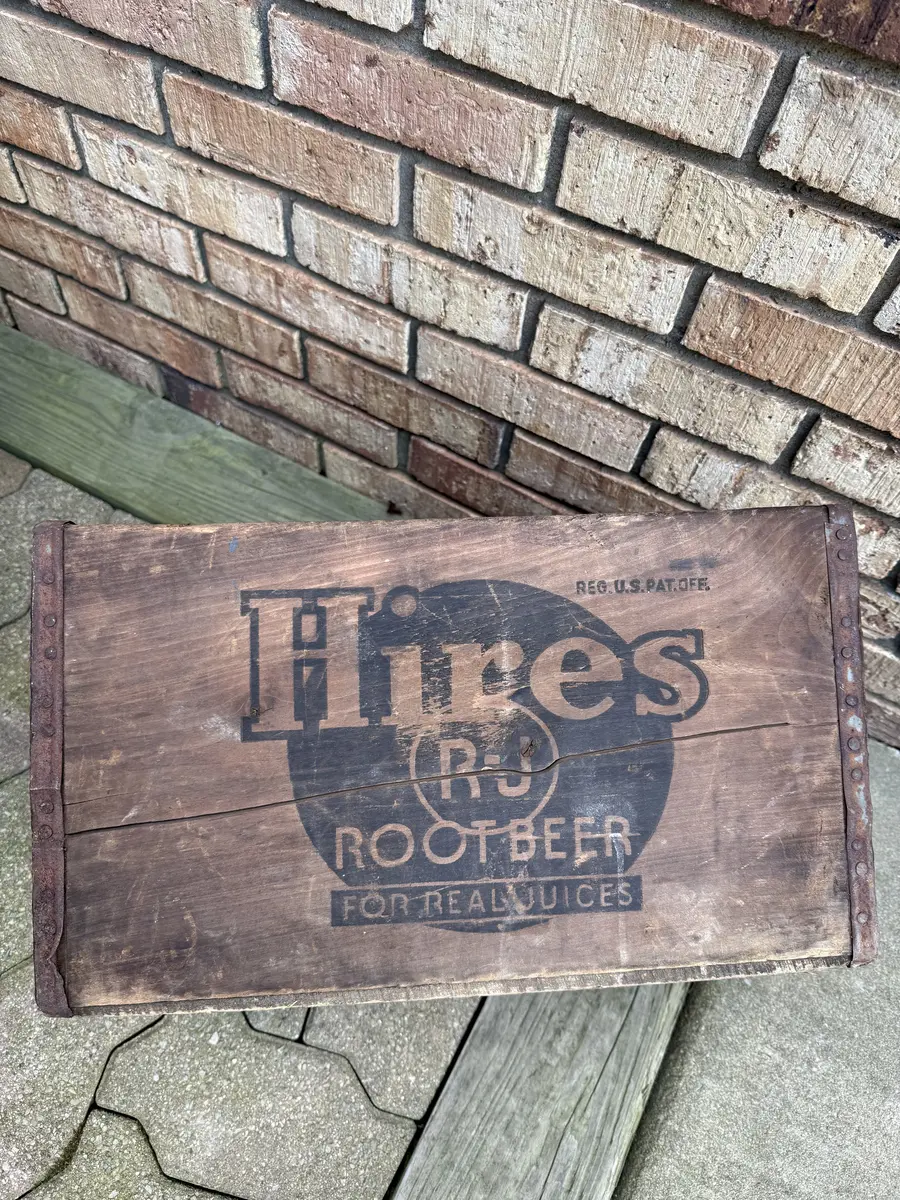 REG. U.S. PAT. OFF.
Hires
R-J
ROOT BEER
FOR REAL JUICES